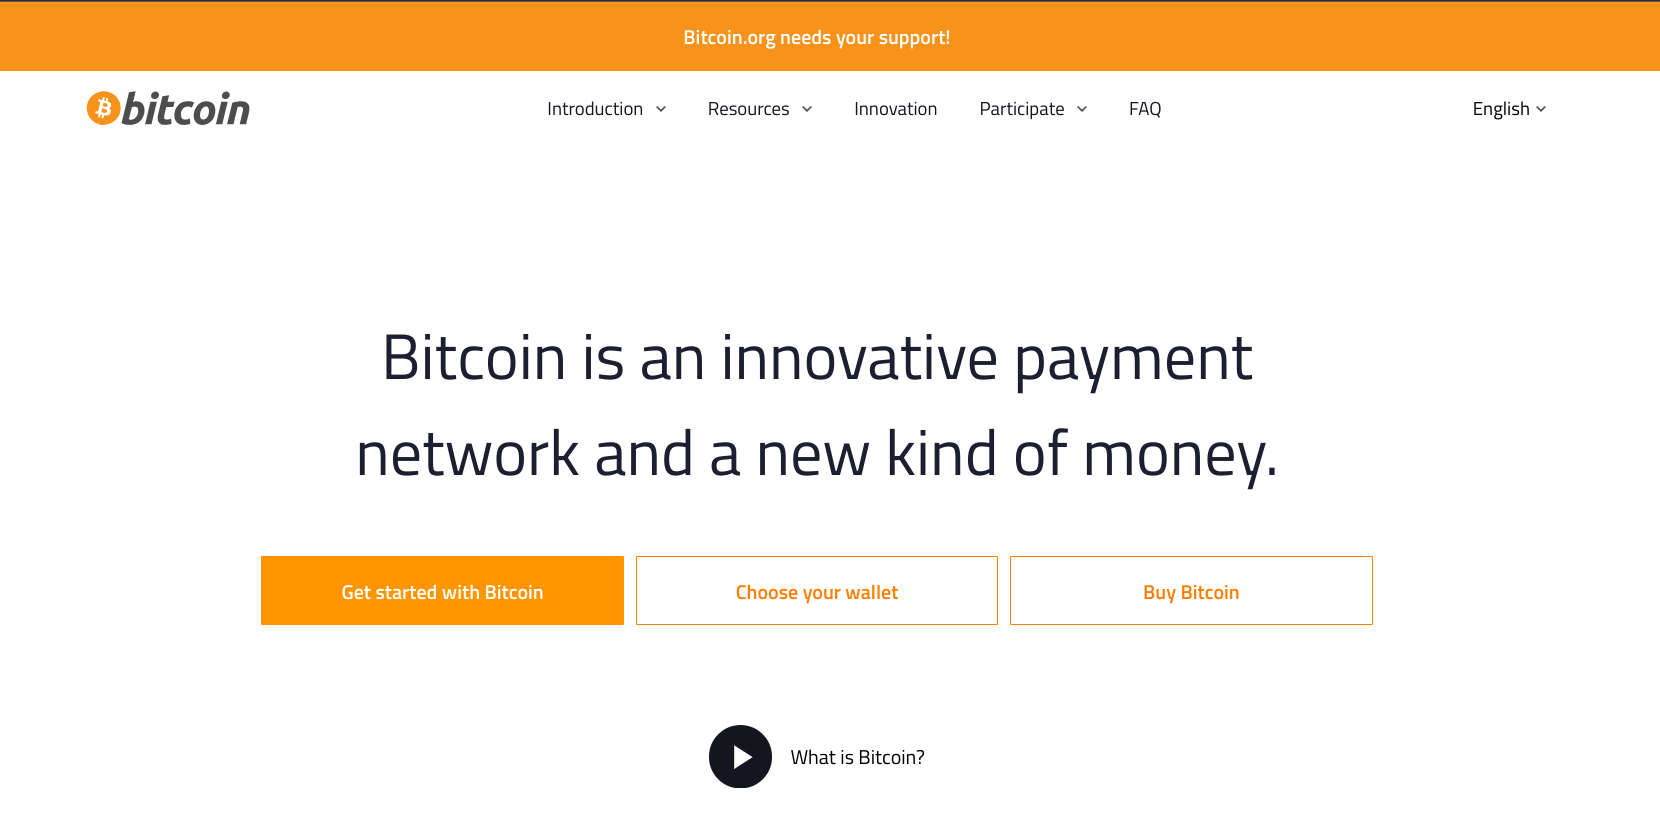 Bitcoin.org needs your support!
bitcoin
Introduction
Resources
Innovation
Participate
FAQ
English
Bitcoin is an innovative payment
network and a new kind of money.
Get started with Bitcoin
Choose your wallet
Buy Bitcoin
What is Bitcoin?